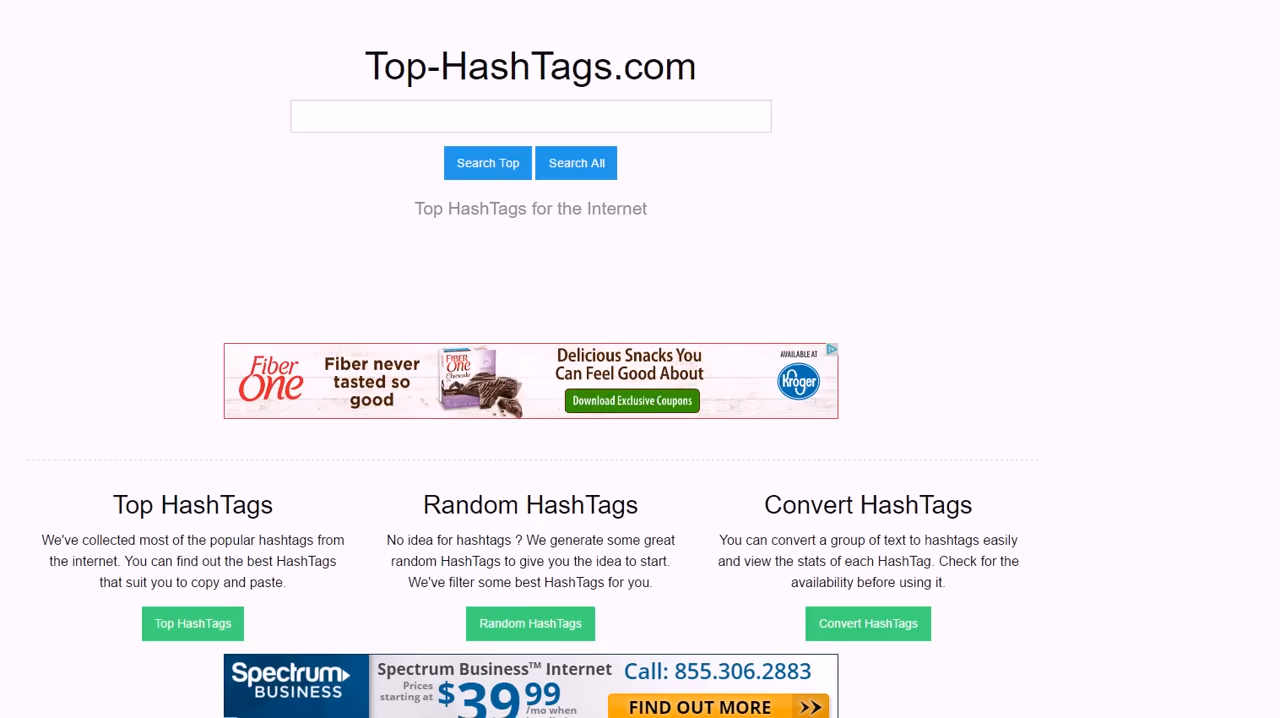 Top-HashTags.com
Search Top
Search All
Top HashTags for the Internet
Fiber One
Fiber never
tasted so
good
FIBER ONE
Delicious Snacks You
Can Feel Good About
Download Exclusive Coupons
AVAILABLE AT
Kroger
Top HashTags
We've collected most of the popular hashtags from
the internet. You can find out the best HashTags
that suit you to copy and paste.
Top HashTags
Random HashTags
No idea for hashtags ? We generate some great
random HashTags to give you the idea to start.
We've filter some best HashTags for you.
Random HashTags
Convert HashTags
You can convert a group of text to hashtags easily
and view the stats of each HashTag. Check for the
availability before using it.
Convert HashTags
Spectrum
BUSINESS
Spectrum Business™ Internet
Prices
starting at
$39 99
/mo when
Call: 855.306.2883
FIND OUT MORE